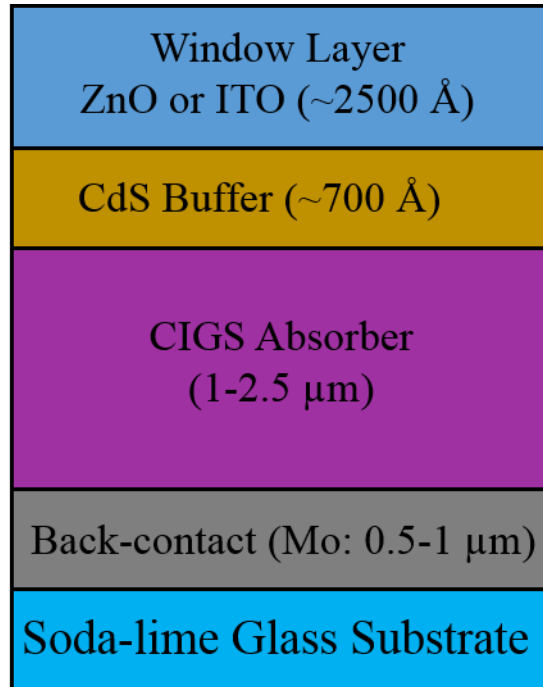 Window Layer
ZnO or ITO (~2500 Å)
CdS Buffer (~700 Å)
CIGS Absorber
(1-2.5 µm)
Back-contact (Mo: 0.5-1 µm)
Soda-lime Glass Substrate